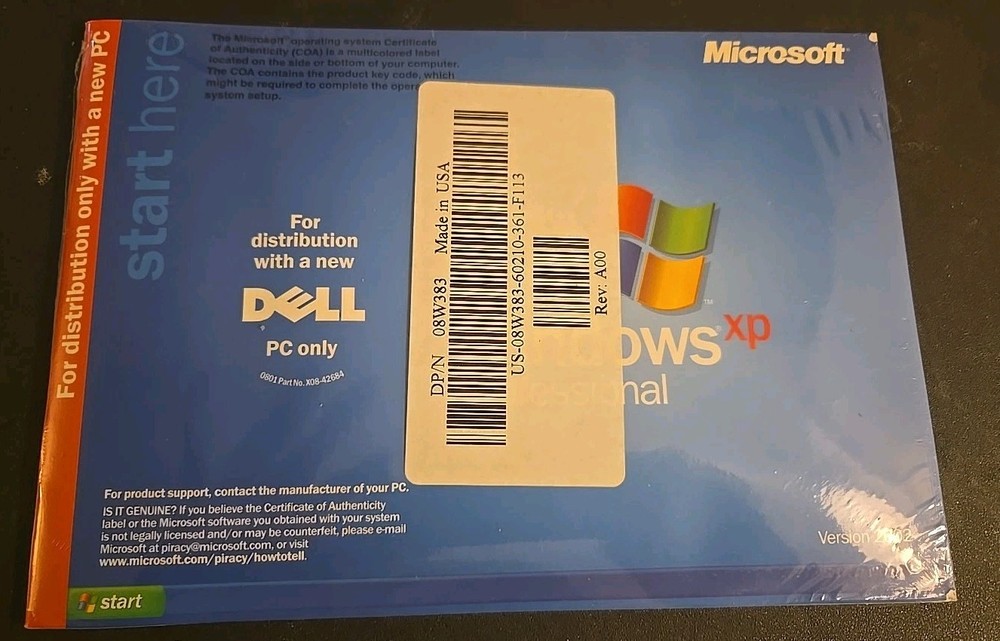 For distribution only with a new PC
start here
The Microsoft® operating system Certificate
of Authenticity (COA) is a multicolored label
located on the side or bottom of your computer.
The COA contains the product key code, which
might be required to complete the
system setup.
Microsoft®
For
distribution
with a new
DELL
PC only
0801 Part No. X08-42684
DP/N 08W383 Made in USA
US-08W383-60210-361-F113
Rev: A00
ndows xp
ssional
TM
For product support, contact the manufacturer of your PC.
IS IT GENUINE? If you believe the Certificate of Authenticity
label or the Microsoft software you obtained with your system
is not legally licensed and/or may be counterfeit, please e-mail
Microsoft at piracy@microsoft.com, or visit
www.microsoft.com/piracy/howtotell.
Version 2002
start